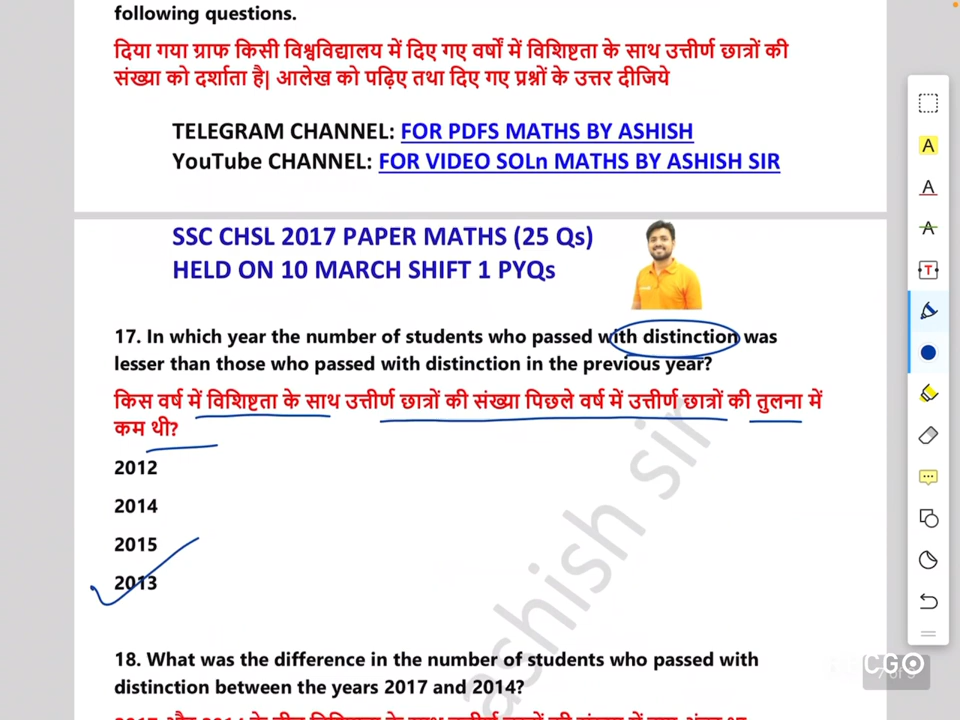 following questions.
दिया गया ग्राफ किसी विश्वविद्यालय में दिए गए वर्षों में विशिष्टता के साथ उत्तीर्ण छात्रों की
संख्या को दर्शाता है| आलेख को पढ़िए तथा दिए गए प्रश्नों के उत्तर दीजिये
TELEGRAM CHANNEL: FOR PDFS MATHS BY ASHISH
YouTube CHANNEL: FOR VIDEO SOLn MATHS BY ASHISH SIR
SSC CHSL 2017 PAPER MATHS (25 Qs)
HELD ON 10 MARCH SHIFT 1 PYQs
17. In which year the number of students who passed with distinction was
lesser than those who passed with distinction in the previous year?
किस वर्ष में विशिष्टता के साथ उत्तीर्ण छात्रों की संख्या पिछले वर्ष में उत्तीर्ण छात्रों की तुलना में
कम थी?
2012
2014
2015
2013
ashish sir
18. What was the difference in the number of students who passed with
distinction between the years 2017 and 2014?